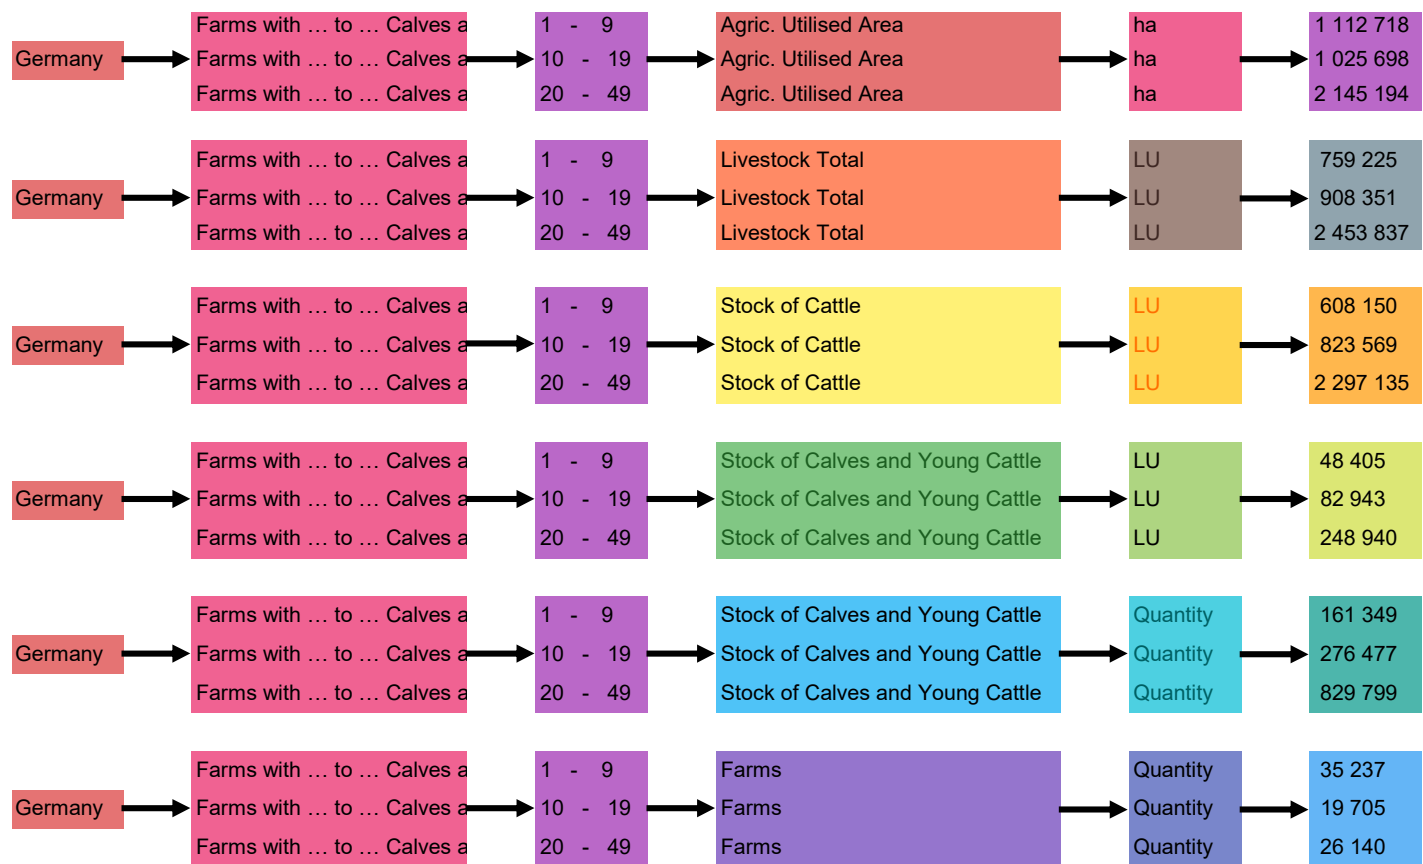 Farms with … to … Calves a 1 - 9 Agric. Utilised Area ha 1 112 718
Germany Farms with … to … Calves a 10 - 19 Agric. Utilised Area ha 1 025 698
Farms with … to … Calves a 20 - 49 Agric. Utilised Area ha 2 145 194
Farms with … to … Calves a 1 - 9 Livestock Total LU 759 225
Germany Farms with … to … Calves a 10 - 19 Livestock Total LU 908 351
Farms with … to … Calves a 20 - 49 Livestock Total LU 2 453 837
Farms with … to … Calves a 1 - 9 Stock of Cattle LU 608 150
Germany Farms with … to … Calves a 10 - 19 Stock of Cattle LU 823 569
Farms with … to … Calves a 20 - 49 Stock of Cattle LU 2 297 135
Farms with … to … Calves a 1 - 9 Stock of Calves and Young Cattle LU 48 405
Germany Farms with … to … Calves a 10 - 19 Stock of Calves and Young Cattle LU 82 943
Farms with … to … Calves a 20 - 49 Stock of Calves and Young Cattle LU 248 940
Farms with … to … Calves a 1 - 9 Stock of Calves and Young Cattle Quantity 161 349
Germany Farms with … to … Calves a 10 - 19 Stock of Calves and Young Cattle Quantity 276 477
Farms with … to … Calves a 20 - 49 Stock of Calves and Young Cattle Quantity 829 799
Farms with … to … Calves a 1 - 9 Farms Quantity 35 237
Germany Farms with … to … Calves a 10 - 19 Farms Quantity 19 705
Farms with … to … Calves a 20 - 49 Farms Quantity 26 140